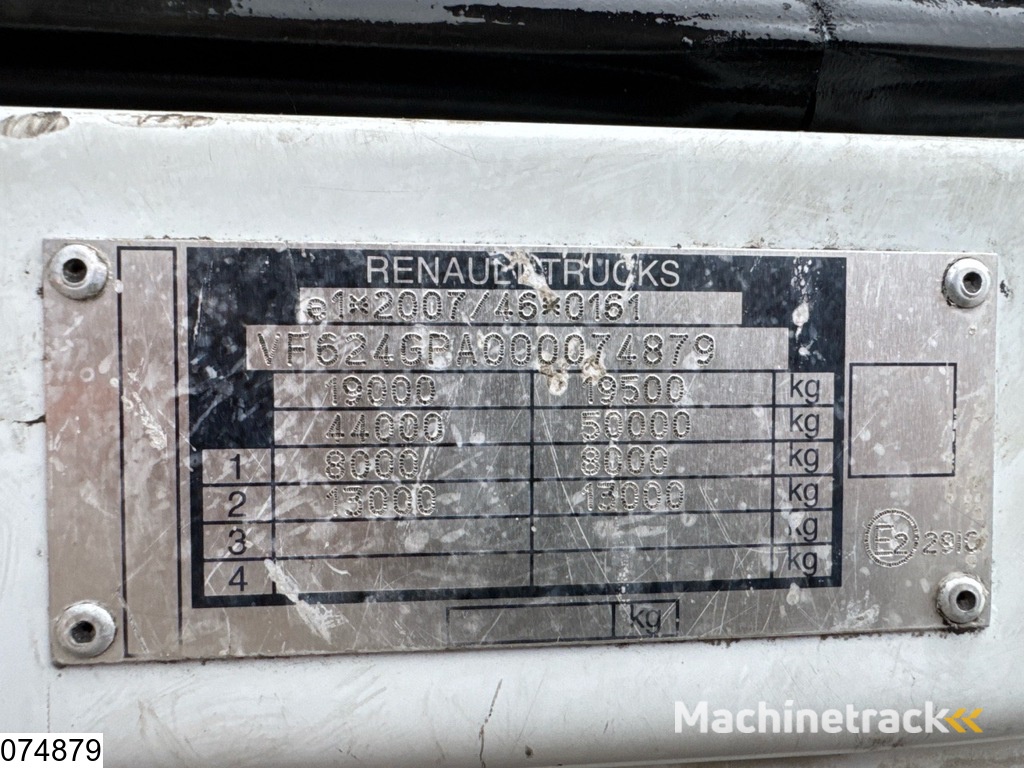 RENAULT TRUCKS
e1*2007/46*0161
VF624GPA000074879
19000 19500 kg
44000 50000 kg
1 8000 8000 kg
2 13000 13000 kg
3 kg
4 kg
kg
E2 291C
Machinetrack
074879